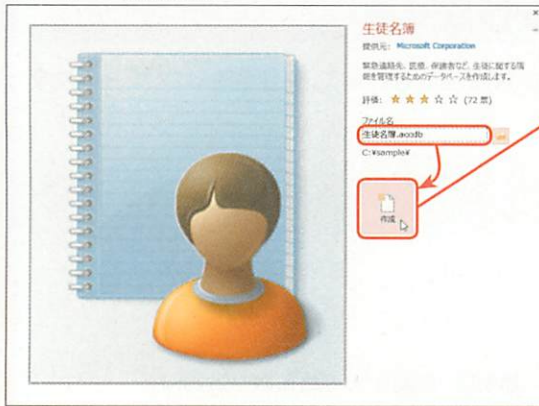 生徒名簿
提供元: Microsoft Corporation
緊急連絡先、医療、保護者など、生徒に関する情
報を管理するためのデータベースを作成します。
評価: ★★★☆☆ (72 票)
ファイル名
生徒名簿.accdb
C:¥sample¥
作成